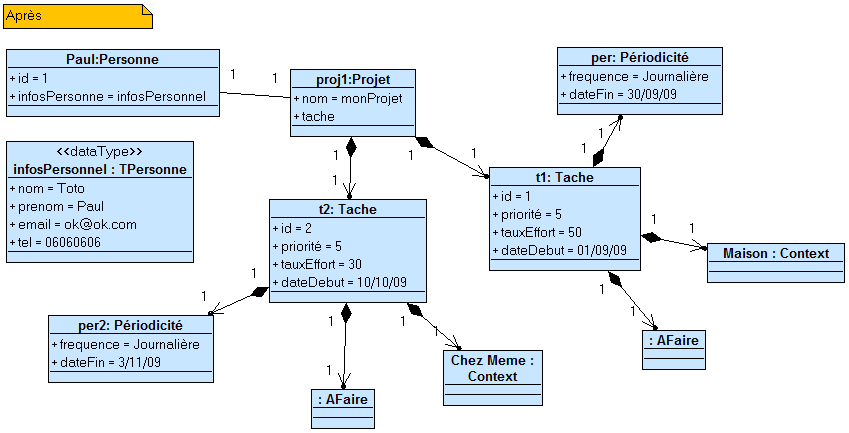 Après
Paul:Personne
+ id = 1
+ infosPersonne = infosPersonnel
1
1
proj1:Projet
+ nom = monProjet
+ tache
per: Périodicité
+ frequence = Journalière
+ dateFin = 30/09/09
<<dataType>>
infosPersonnel : TPersonne
+ nom = Toto
+ prenom = Paul
+ email = ok@ok.com
+ tel = 06060606
1
1
1
1
1
1
t1: Tache
+ id = 1
+ priorité = 5
+ tauxEffort = 50
+ dateDebut = 01/09/09
t2: Tache
+ id = 2
+ priorité = 5
+ tauxEffort = 30
+ dateDebut = 10/10/09
1
1
Maison : Context
1
1
: AFaire
1
1
per2: Périodicité
+ frequence = Journalière
+ dateFin = 3/11/09
1
1
: AFaire
1
1
Chez Meme :
Context